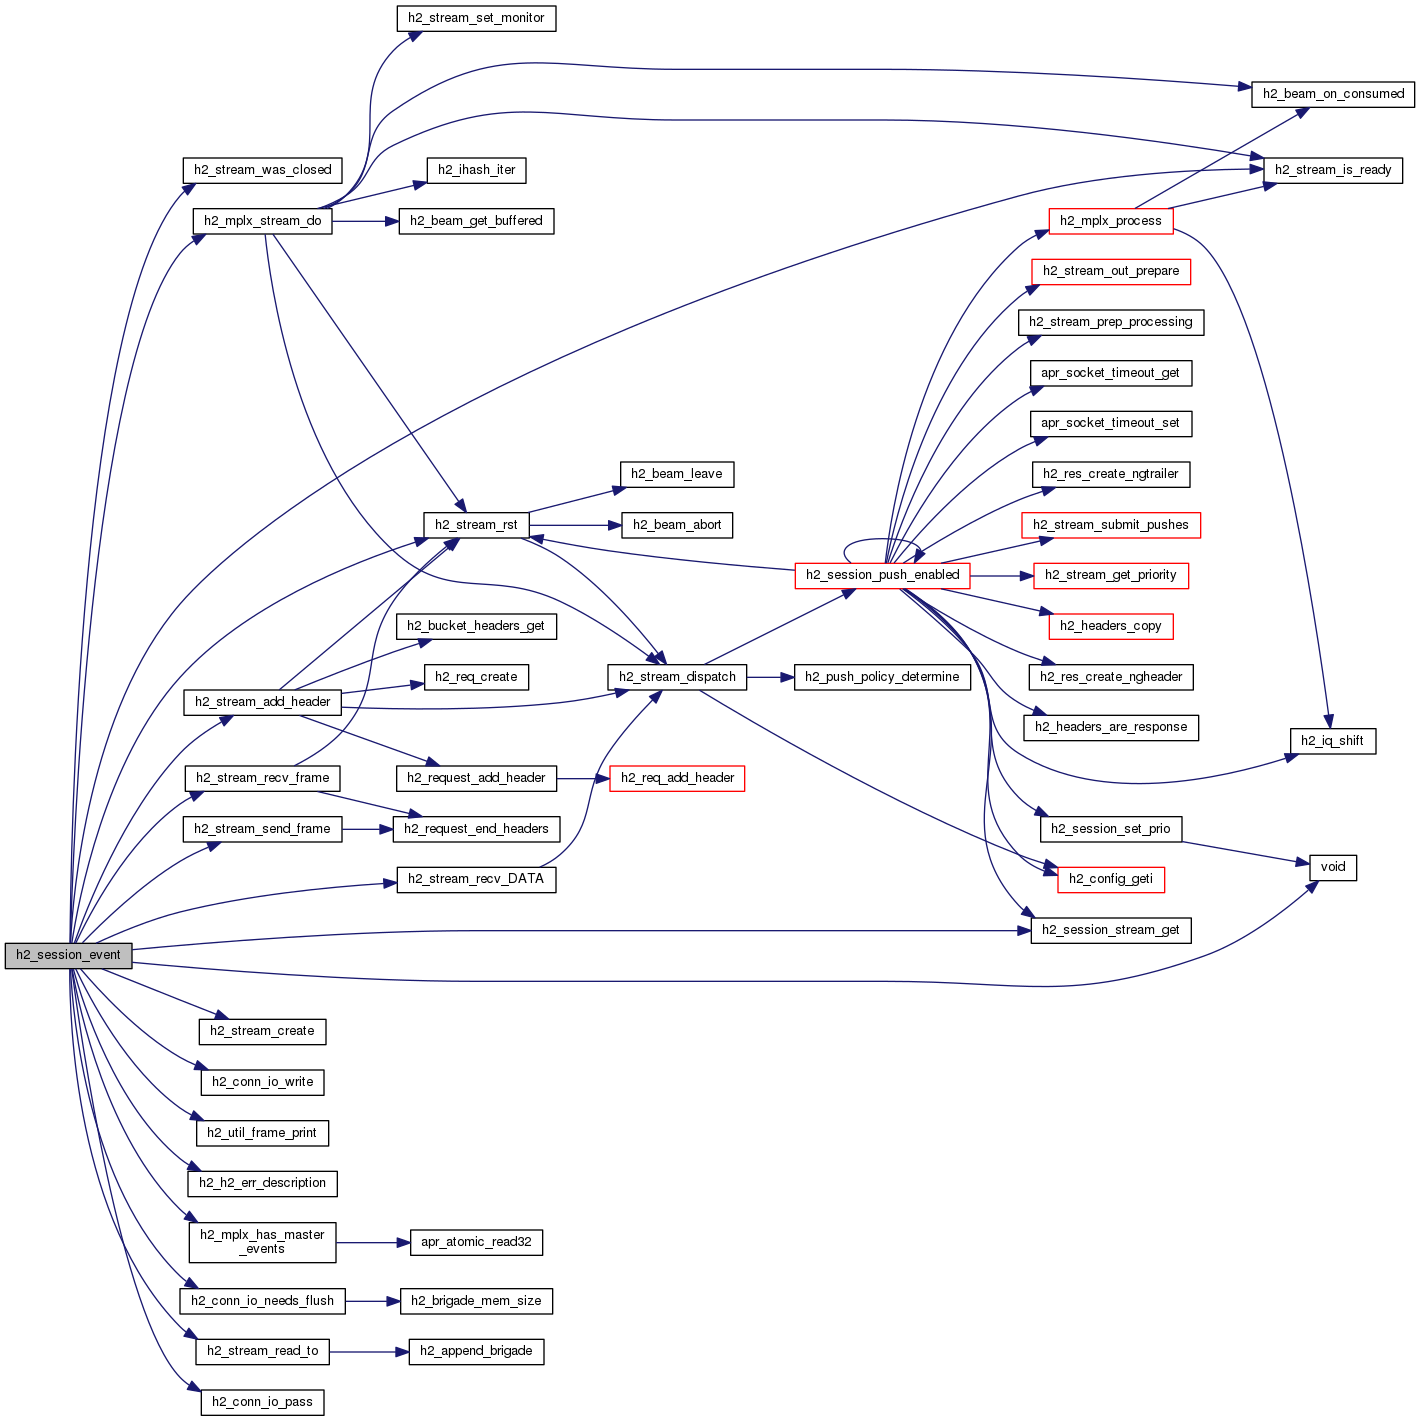 h2_stream_set_monitor
h2_beam_on_consumed
h2_stream_was_closed
h2_ihash_iter
h2_stream_is_ready
h2_mplx_stream_do
h2_beam_get_buffered
h2_mplx_process
h2_stream_out_prepare
h2_stream_prep_processing
apr_socket_timeout_get
apr_socket_timeout_set
h2_beam_leave
h2_res_create_ngtrailer
h2_stream_rst
h2_beam_abort
h2_stream_submit_pushes
h2_session_push_enabled
h2_stream_get_priority
h2_bucket_headers_get
h2_headers_copy
h2_req_create
h2_stream_dispatch
h2_push_policy_determine
h2_res_create_ngheader
h2_stream_add_header
h2_headers_are_response
h2_iq_shift
h2_stream_recv_frame
h2_request_add_header
h2_req_add_header
h2_stream_send_frame
h2_request_end_headers
h2_session_set_prio
void
h2_stream_recv_DATA
h2_config_geti
h2_session_stream_get
h2_session_event
h2_stream_create
h2_conn_io_write
h2_util_frame_print
h2_h2_err_description
h2_mplx_has_master
_events
apr_atomic_read32
h2_conn_io_needs_flush
h2_brigade_mem_size
h2_stream_read_to
h2_append_brigade
h2_conn_io_pass